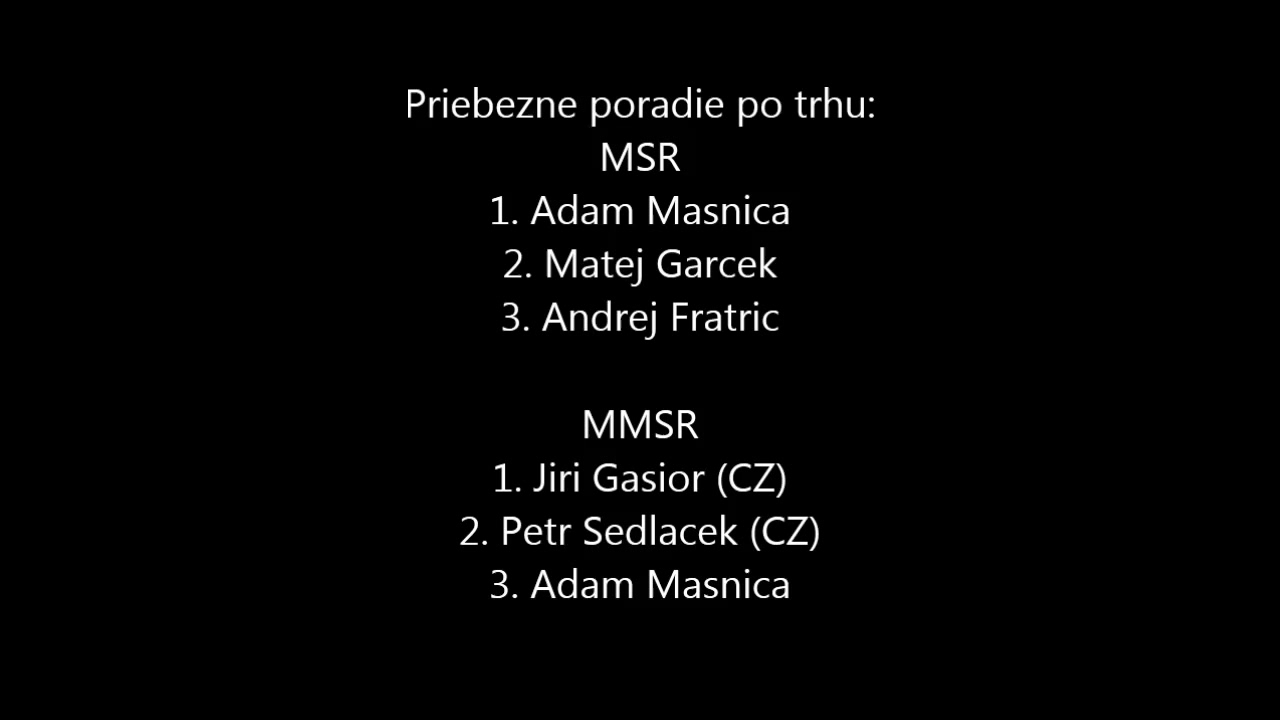 Priebezne poradie po trhu:
MSR
1. Adam Masnica
2. Matej Garcek
3. Andrej Fratric
MMSR
1. Jiri Gasior (CZ)
2. Petr Sedlacek (CZ)
3. Adam Masnica